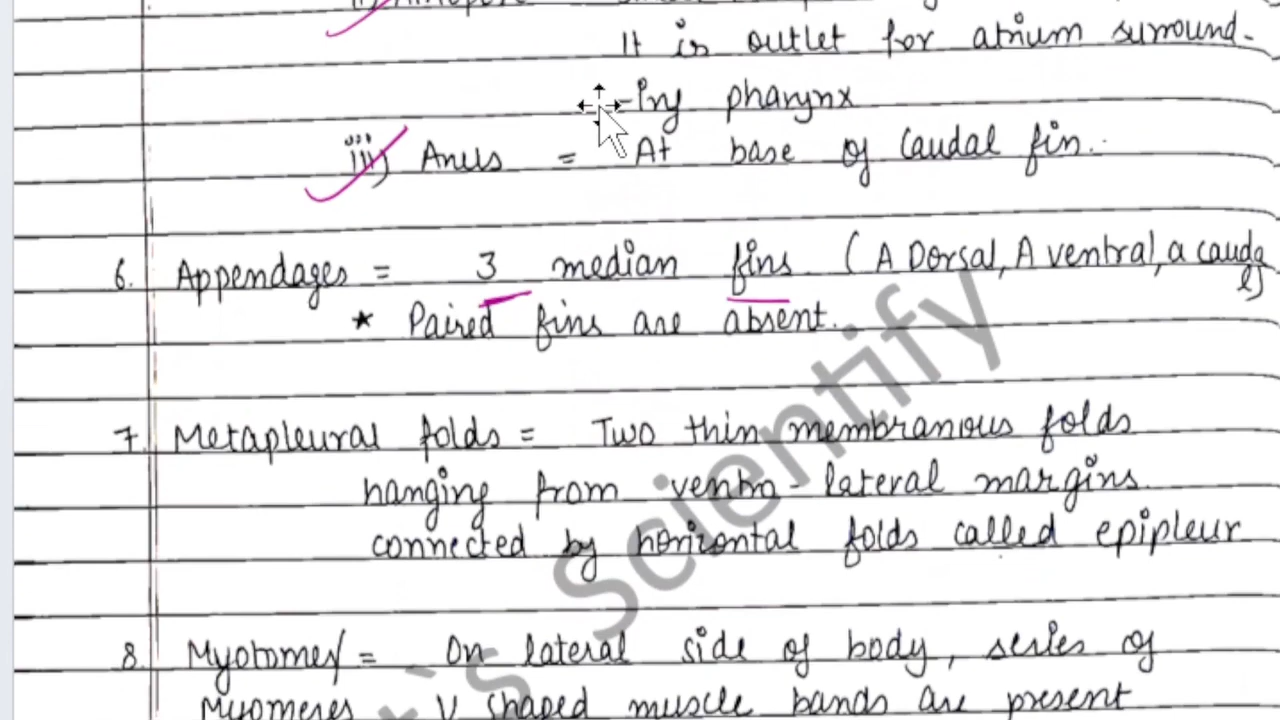 It is outlet for atrium surround-
-ing pharynx
iii) Anus = At base of Caudal fin.
6. Appendages = 3 median fins (A Dorsal, A ventral, a caudal)
* Paired fins are absent.
7. Metapleural folds = Two thin membranous folds
hanging from ventro-lateral margins
connected by horizontal folds called epipleur
8. Myotomes/ = On lateral side of body, series of
Myomeres V shaped muscle bands are present
Scientify